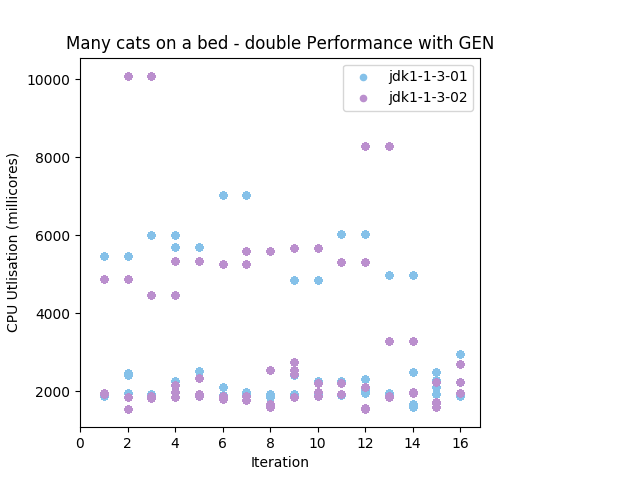 Many cats on a bed - double Performance with GEN
jdk1-1-3-01
jdk1-1-3-02
10000
8000
6000
4000
2000
CPU Utlisation (millicores)
0 2 4 6 8 10 12 14 16
Iteration